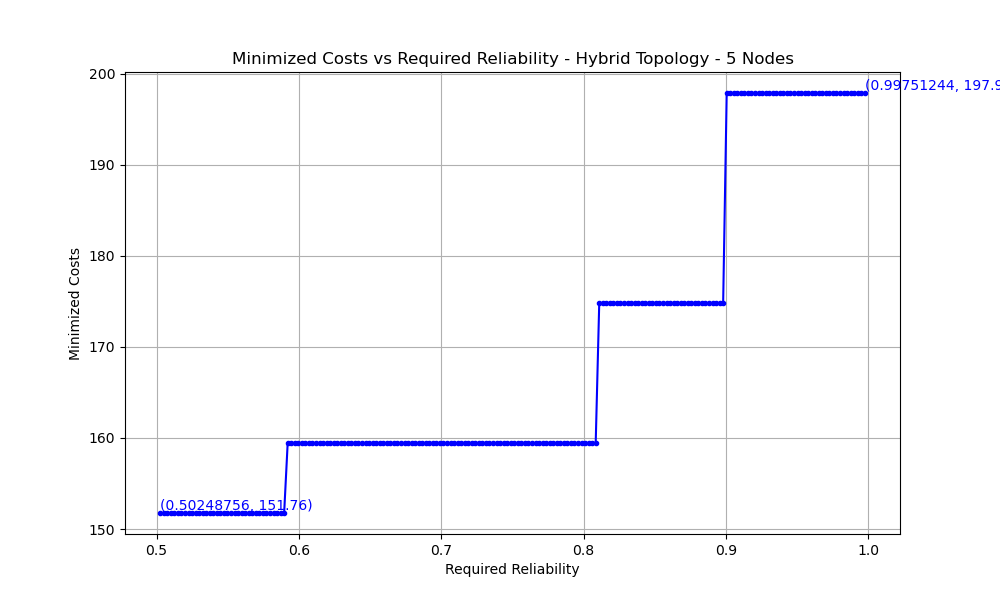 Minimized Costs vs Required Reliability - Hybrid Topology - 5 Nodes
200
(0.99751244, 197.9
190
180
Minimized Costs
170
160
(0.50248756, 151.76)
150
0.5 0.6 0.7 0.8 0.9 1.0
Required Reliability